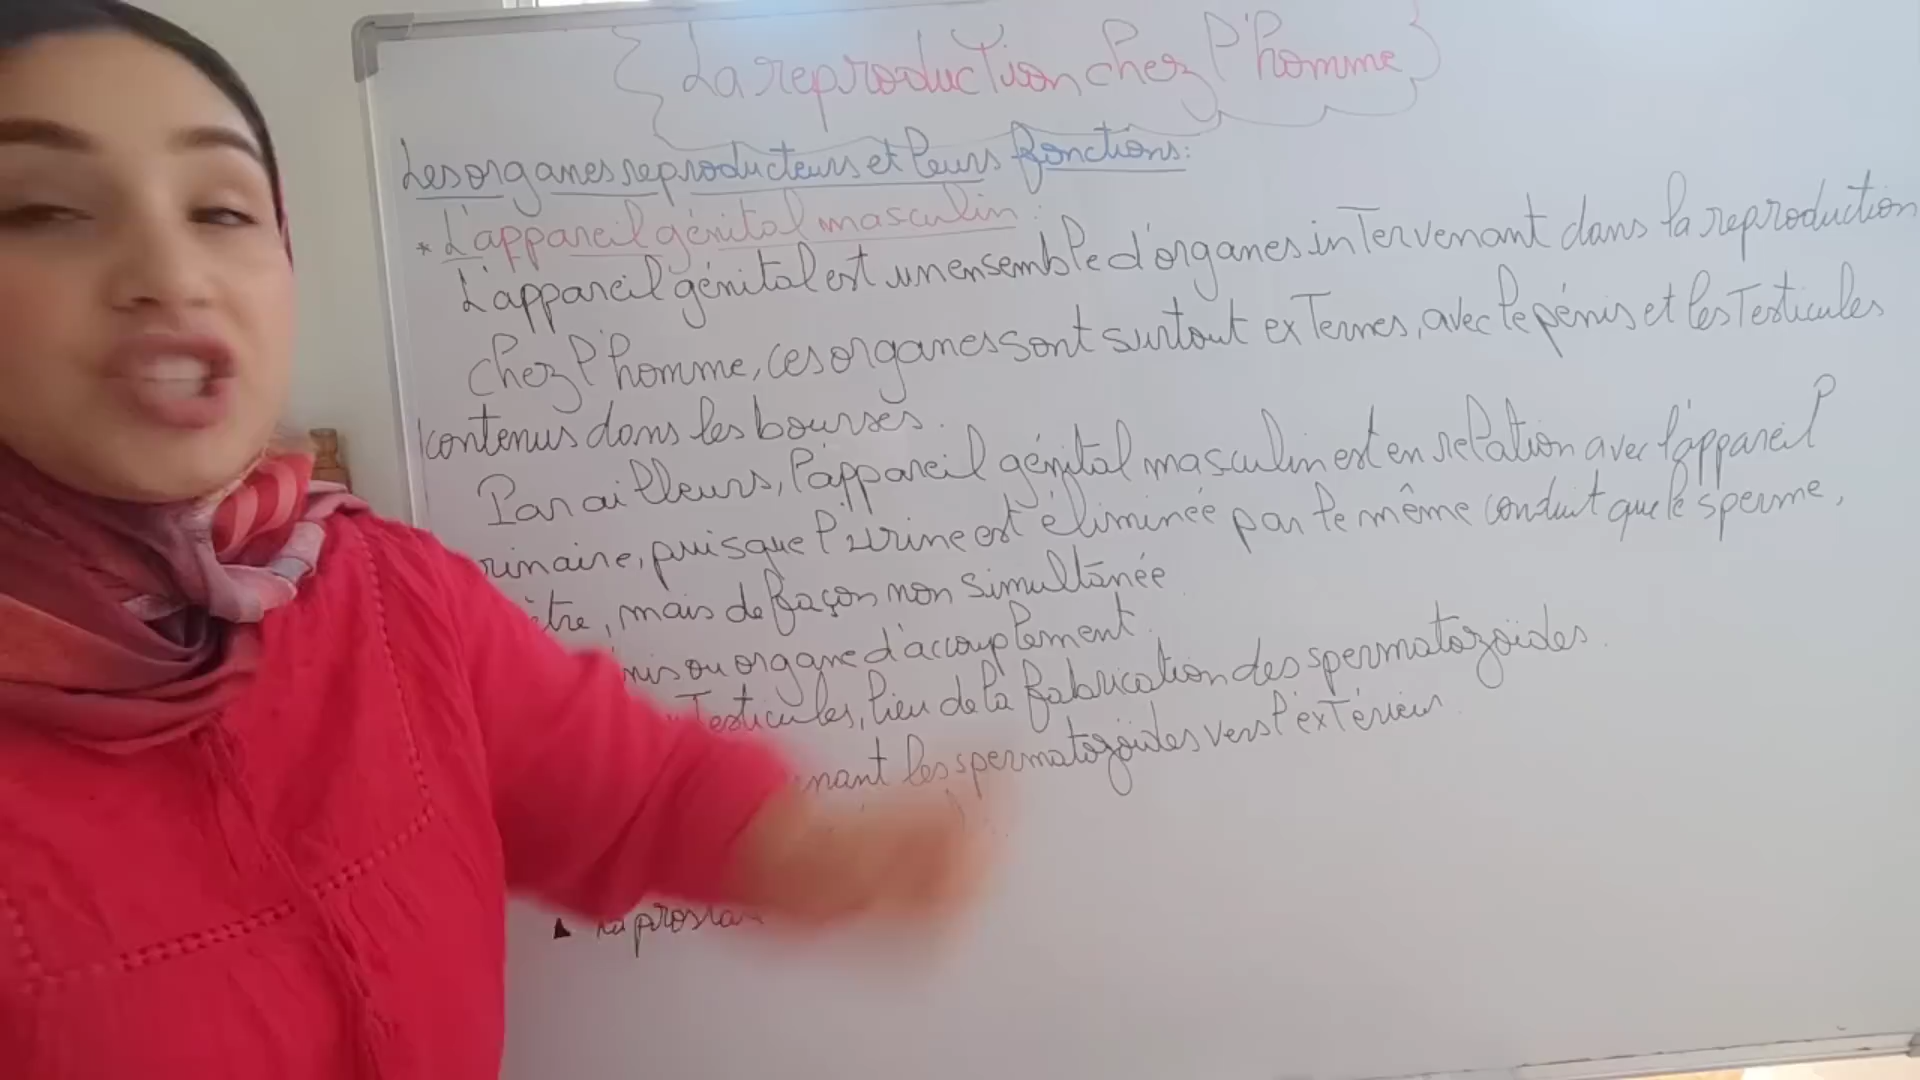 La reproduction chez l'homme
Les organes reproducteurs et leurs fonctions:
* L'appareil génital masculin:
L'appareil génital est un ensemble d'organes intervenant dans la reproduction
chez l'homme, ces organes sont surtout externes, avec le pénis et les Testicules
contenus dans les bourses.
Par ailleurs, l'appareil génital masculin est en relation avec l'appareil
rinaire, puisque l'urine est éliminée par le même conduit que le sperme,
être, mais de façon non simultanée
nis ou organe d'accouplement.
Testicules, lieu de la fabrication des spermatozoïdes.
nant les spermatozoïdes vers l'extérieur.